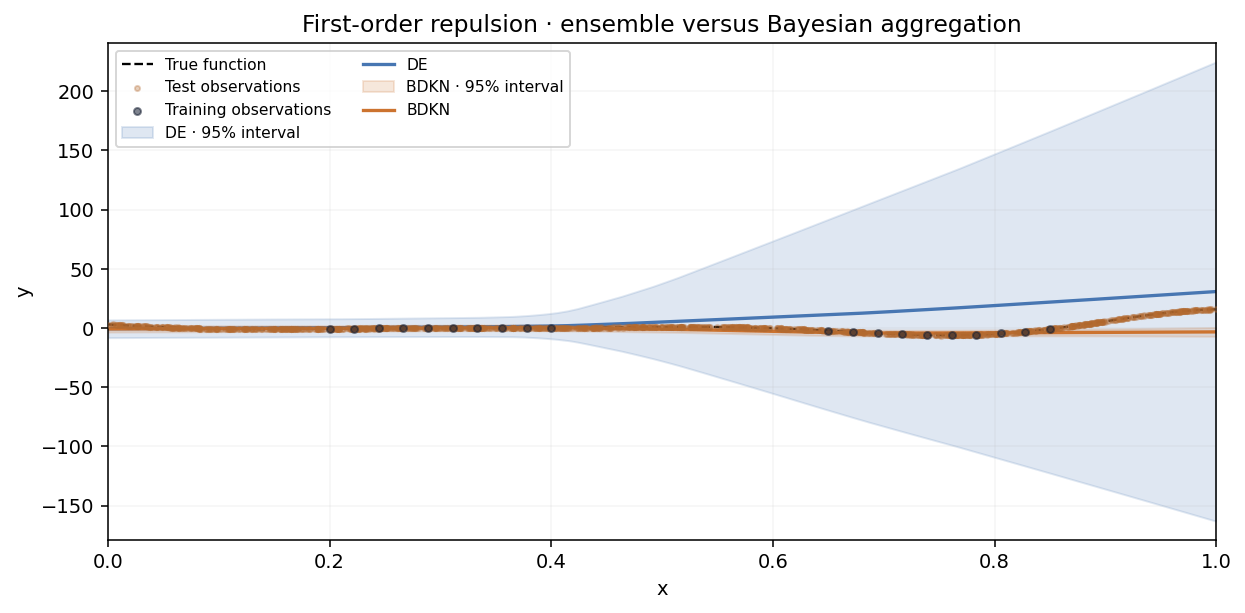 First-order repulsion · ensemble versus Bayesian aggregation
True function
Test observations
Training observations
DE · 95% interval
DE
BDKN · 95% interval
BDKN
200
150
100
50
0
−50
−100
−150
y
0.0 0.2 0.4 0.6 0.8 1.0
x